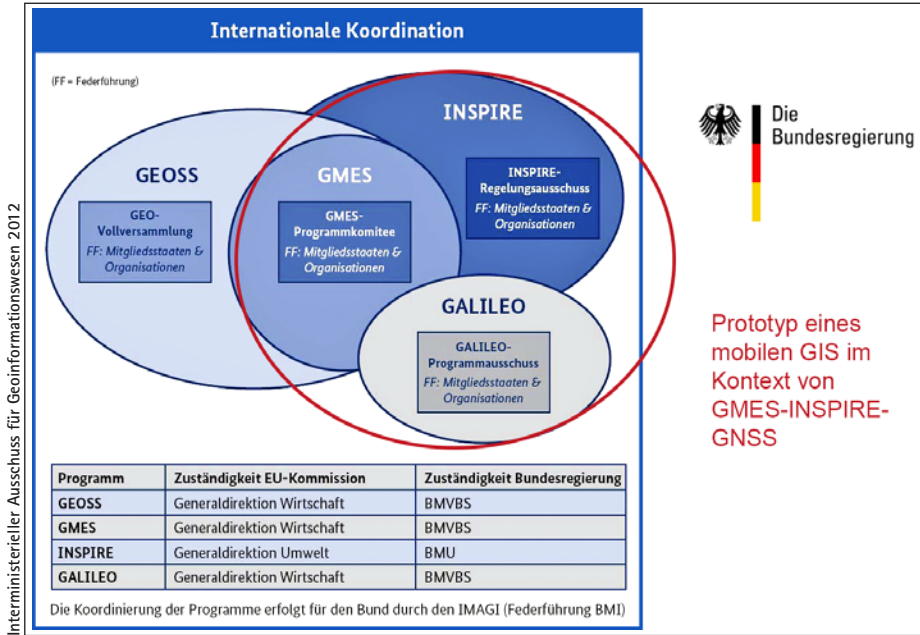 Internationale Koordination
(FF = Federführung)
INSPIRE
INSPIRE-
Regelungsausschuss
FF: Mitgliedsstaaten &
Organisationen
GEOSS
GEO-
Vollversammlung
FF: Mitgliedsstaaten &
Organisationen
GMES
GMES-
Programmkomitee
FF: Mitgliedsstaaten &
Organisationen
GALILEO
GALILEO-
Programmausschuss
FF: Mitgliedsstaaten &
Organisationen
Programm Zuständigkeit EU-Kommission Zuständigkeit Bundesregierung
GEOSS Generaldirektion Wirtschaft BMVBS
GMES Generaldirektion Wirtschaft BMVBS
INSPIRE Generaldirektion Umwelt BMU
GALILEO Generaldirektion Wirtschaft BMVBS
Die Koordinierung der Programme erfolgt für den Bund durch den IMAGI (Federführung BMI)
Die
Bundesregierung
Prototyp eines
mobilen GIS im
Kontext von
GMES-INSPIRE-
GNSS
Interministerieller Ausschuss für Geoinformationswesen 2012